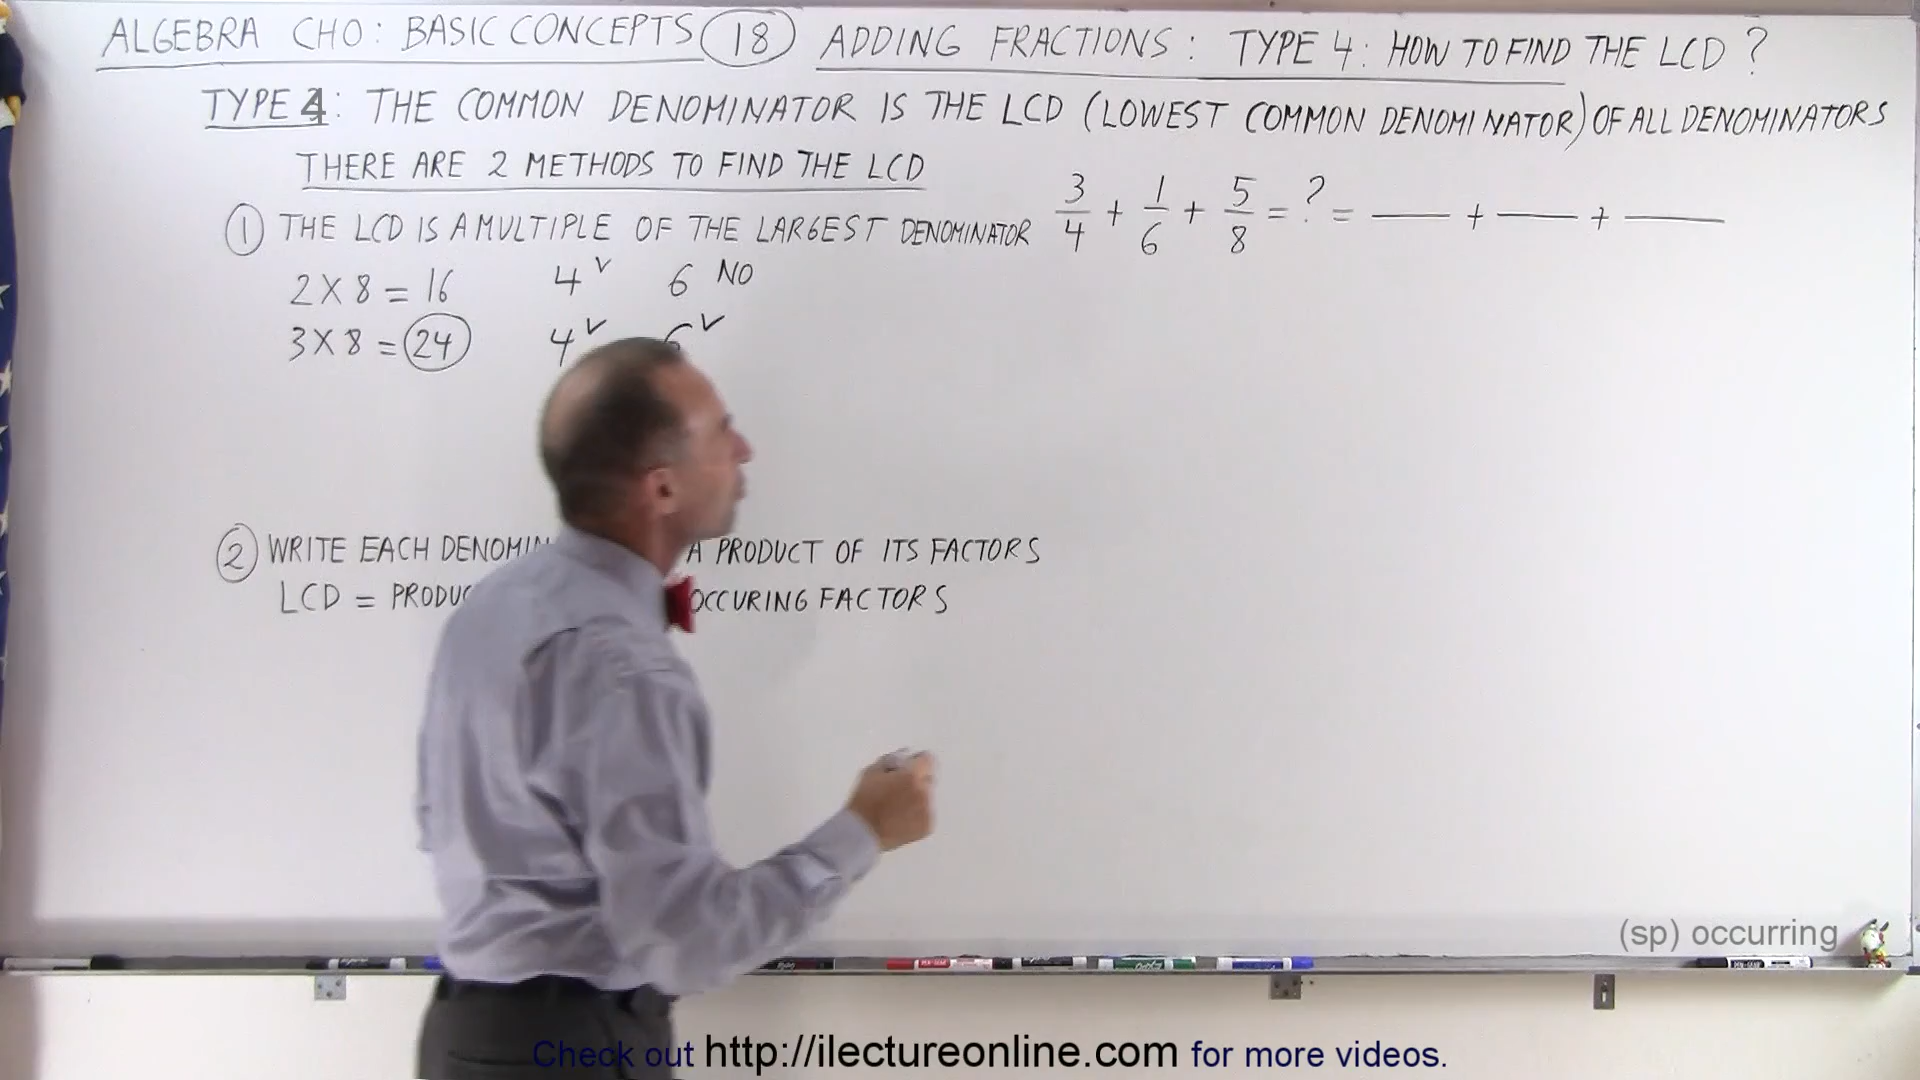 ALGEBRA CHO: BASIC CONCEPTS 18 ADDING FRACTIONS: TYPE 4: HOW TO FIND THE LCD?
TYPE 4: THE COMMON DENOMINATOR IS THE LCD (LOWEST COMMON DENOMINATOR) OF ALL DENOMINATORS
THERE ARE 2 METHODS TO FIND THE LCD
1 THE LCD IS A MULTIPLE OF THE LARGEST DENOMINATOR
3/4 + 1/6 + 5/8 = ? = — + — + —
2 X 8 = 16 4 ✓ 6 NO
3 X 8 = 24 4 ✓ 6 ✓
2 WRITE EACH DENOMIN A PRODUCT OF ITS FACTORS
LCD = PRODUC OCCURING FACTORS
(sp) occurring
Check out http://ilectureonline.com for more videos.